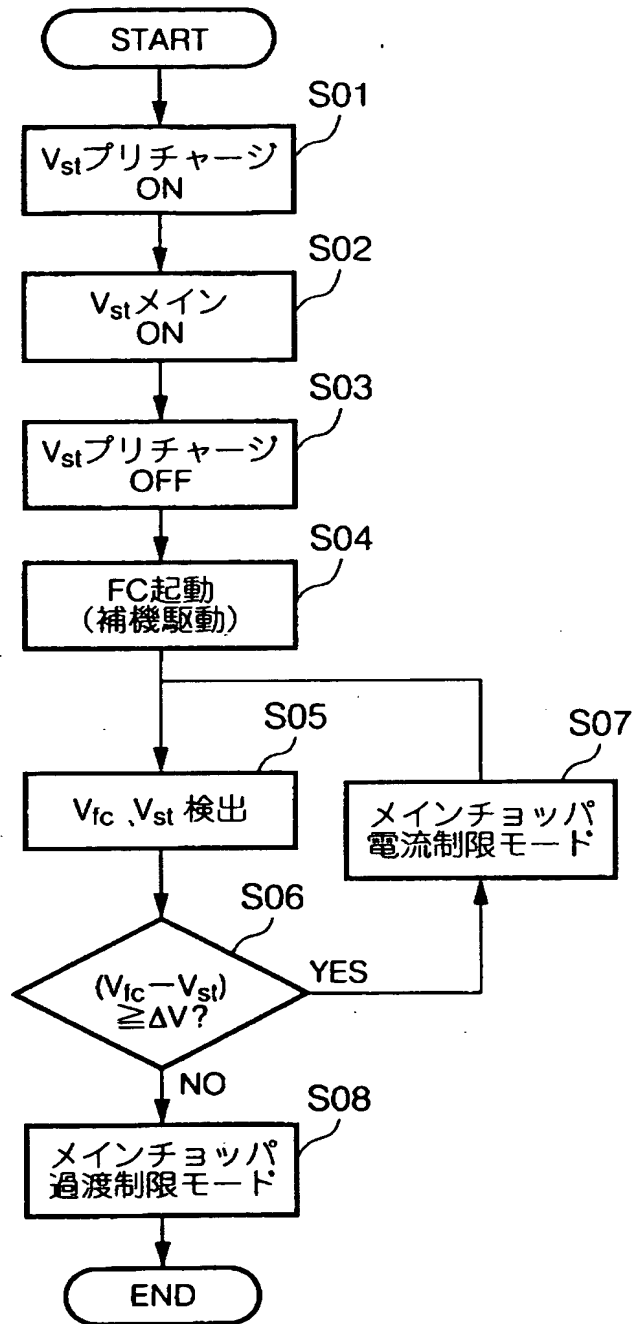 START
S01
Vstプリチャージ
ON
S02
Vstメイン
ON
S03
Vstプリチャージ
OFF
S04
FC起動
(補機駆動)
S05
Vfc、Vst 検出
S07
メインチョッパ
電流制限モード
S06
(Vfc－Vst)
≧ΔV?
YES
NO
S08
メインチョッパ
過渡制限モード
END